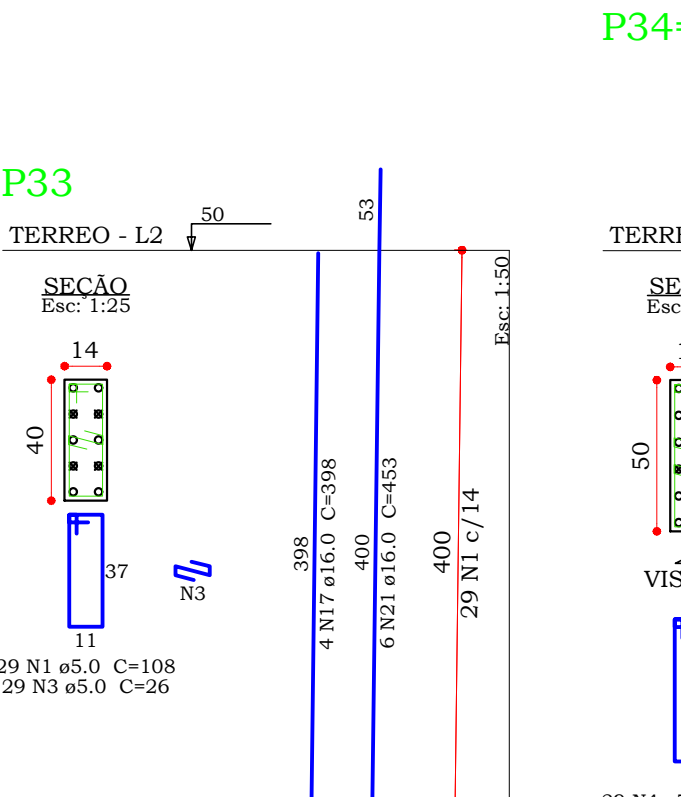 P34=
P33
TERREO - L2
50
53
SEÇÃO
Esc: 1:25
Esc: 1:50
14
40
37
11
N3
29 N1 ø5.0 C=108
29 N3 ø5.0 C=26
398
4 N17 ø16.0 C=398
400
6 N21 ø16.0 C=453
400
29 N1 c/14
TERRE
SE
Esc
50
VIS